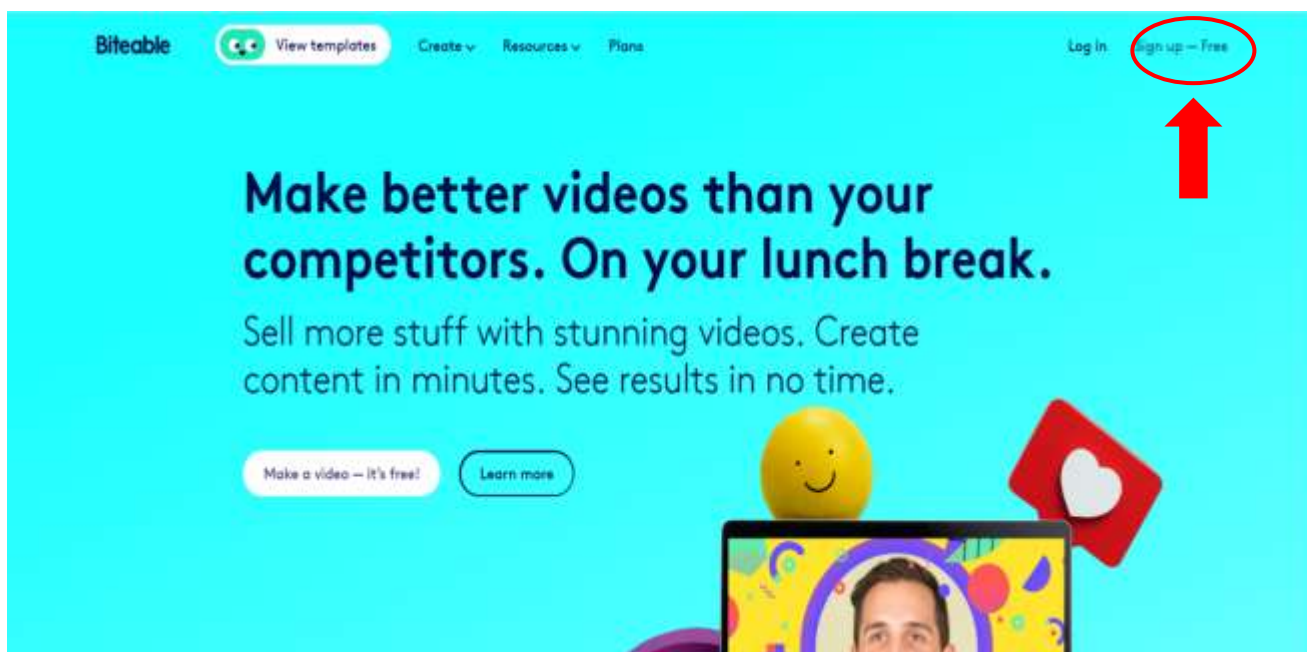 Biteable
View templates
Create
Resources
Plans
Log in
Sign up – Free
Make better videos than your
competitors. On your lunch break.
Sell more stuff with stunning videos. Create
content in minutes. See results in no time.
Make a video – it's free!
Learn more